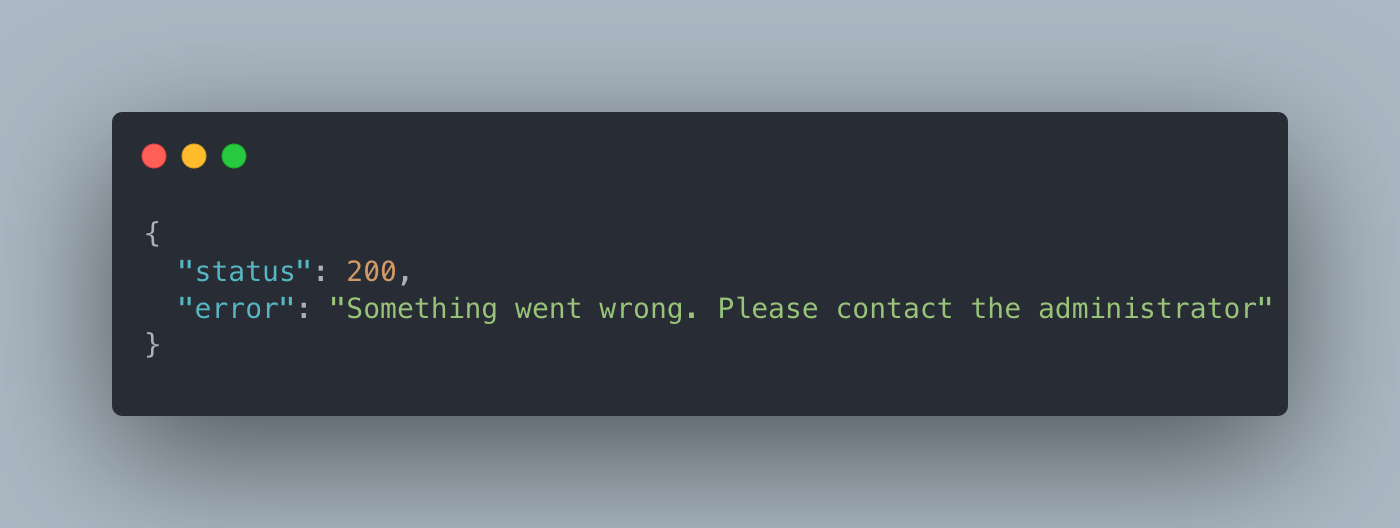 {
  "status": 200,
  "error": "Something went wrong. Please contact the administrator"
}